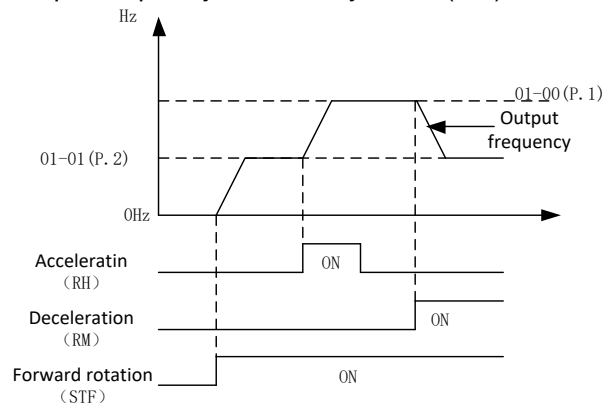 Hz
01-00(P.1)
Output
frequency
01-01(P.2)
0Hz
Acceleratin
(RH)
ON
Deceleration
(RM)
ON
Forward rotation
(STF)
ON